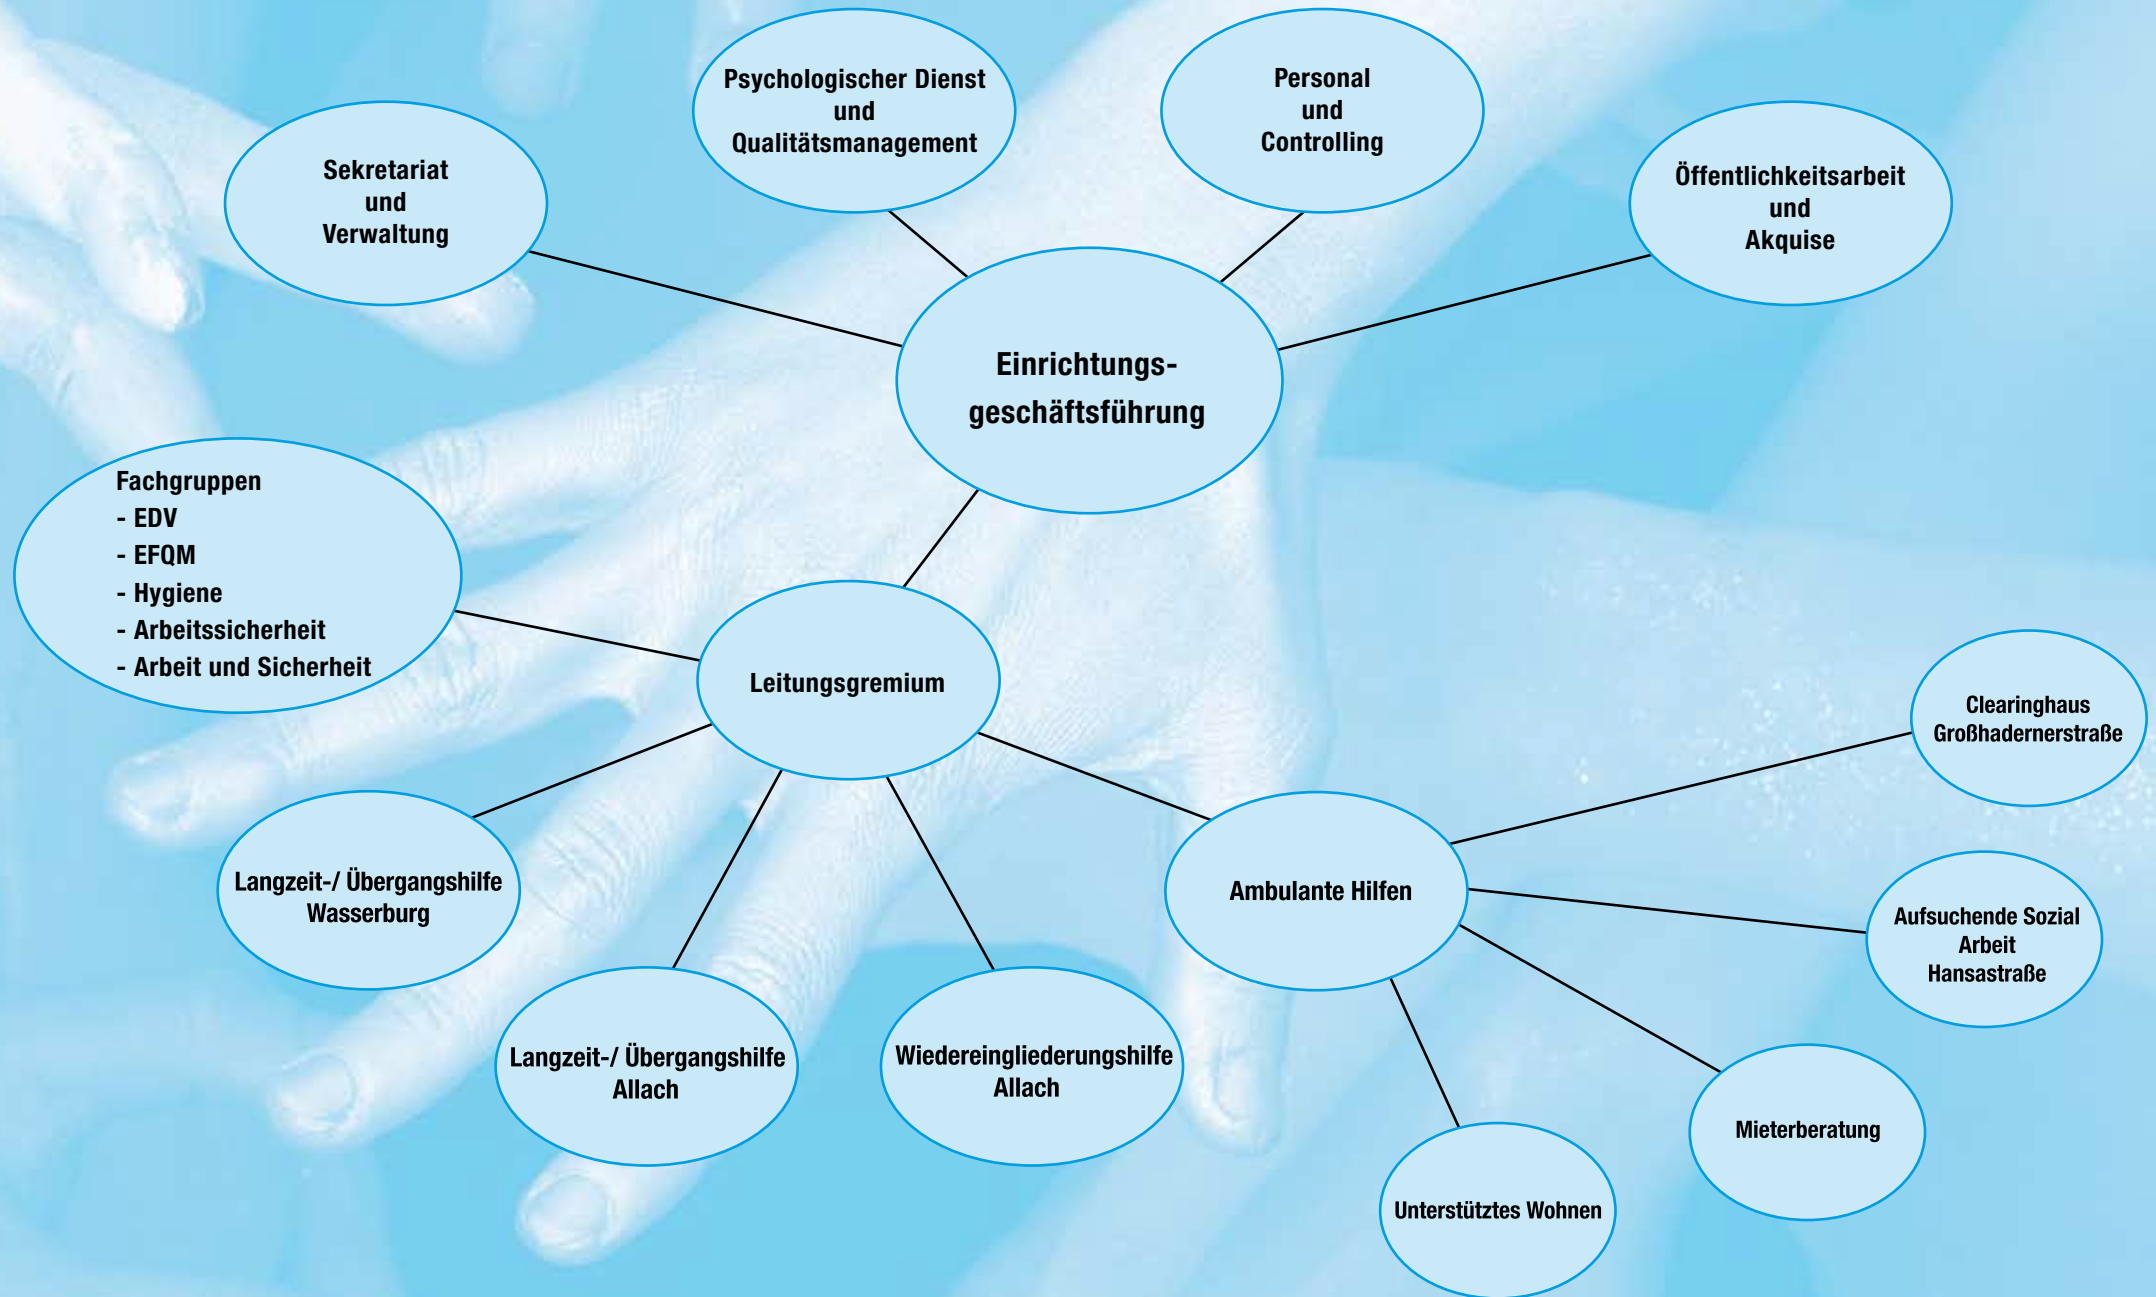 Psychologischer Dienst
und
Qualitätsmanagement
Personal
und
Controlling
Sekretariat
und
Verwaltung
Öffentlichkeitsarbeit
und
Akquise
Einrichtungs-
geschäftsführung
Fachgruppen
- EDV
- EFQM
- Hygiene
- Arbeitssicherheit
- Arbeit und Sicherheit
Leitungsgremium
Clearinghaus
Großhadernerstraße
Langzeit-/ Übergangshilfe
Wasserburg
Ambulante Hilfen
Aufsuchende Sozial
Arbeit
Hansastraße
Langzeit-/ Übergangshilfe
Allach
Wiedereingliederungshilfe
Allach
Mieterberatung
Unterstütztes Wohnen